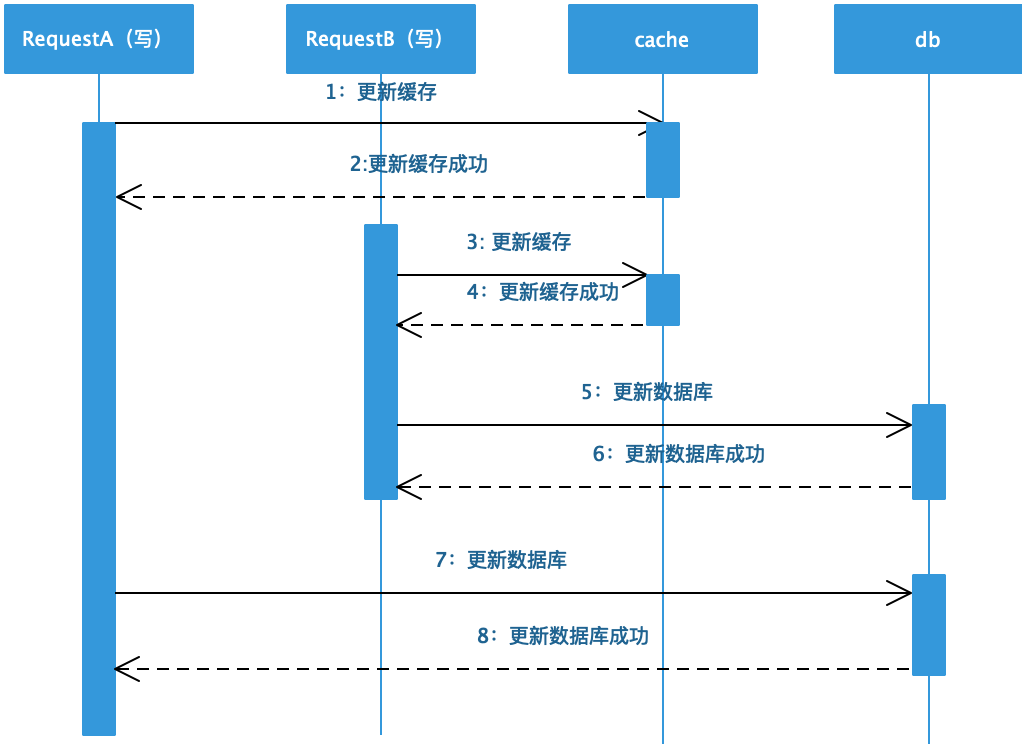 RequestA（写）
RequestB（写）
cache
db
1：更新缓存
2:更新缓存成功
3: 更新缓存
4：更新缓存成功
5：更新数据库
6：更新数据库成功
7：更新数据库
8：更新数据库成功